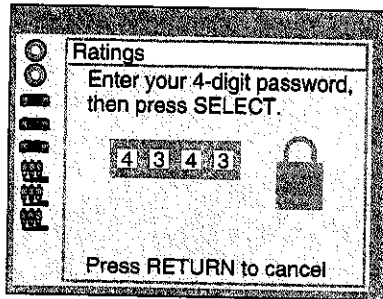 Ratings
Enter your 4-digit password,
then press SELECT.
4 3 4 3
Press RETURN to cancel